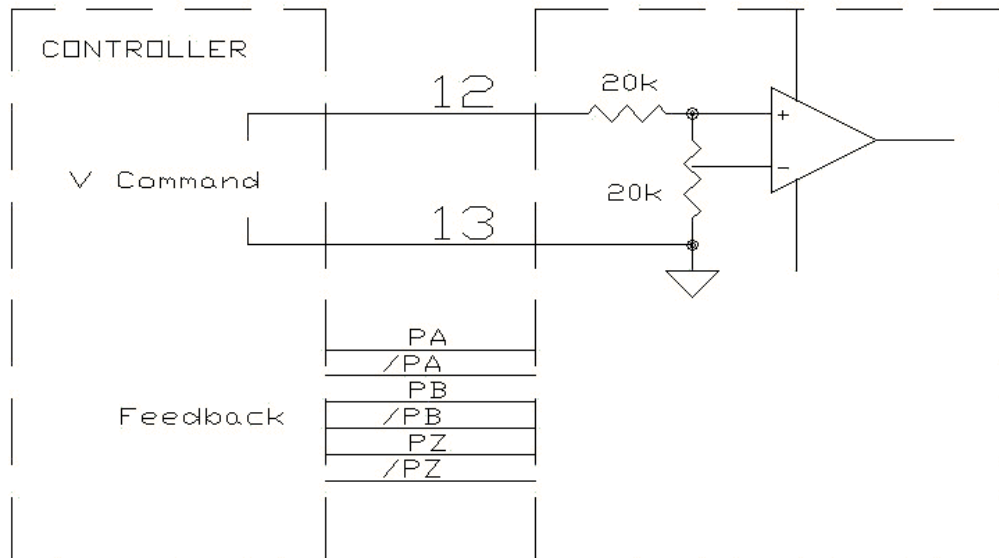 CONTROLLER
12
20k
+
V Command
−
20k
13
PA
/PA
PB
Feedback
/PB
PZ
/PZ